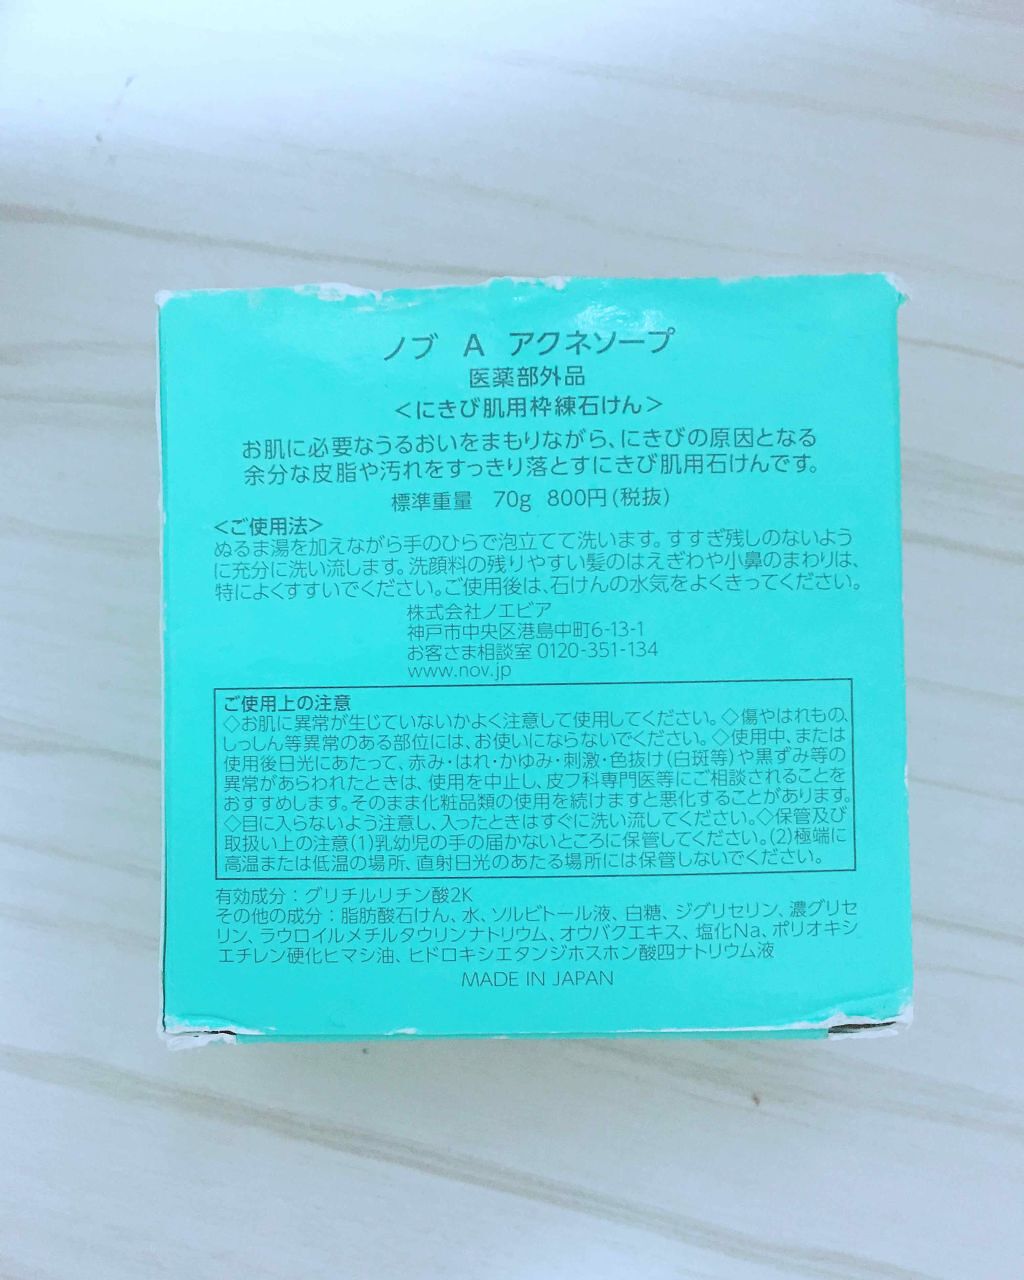 ノブ A アクネソープ
医薬部外品
＜にきび肌用枠練石けん＞
お肌に必要なうるおいをまもりながら、にきびの原因となる
余分な皮脂や汚れをすっきり落とすにきび肌用石けんです。
標準重量 70g 800円（税抜）
＜ご使用法＞
ぬるま湯を加えながら手のひらで泡立てて洗います。すすぎ残しのないよう
に充分に洗い流します。洗顔料の残りやすい髪のはえぎわや小鼻のまわりは、
特によくすすいでください。ご使用後は、石けんの水気をよくきってください。
株式会社ノエビア
神戸市中央区港島中町6-13-1
お客さま相談室 0120-351-134
www.nov.jp
ご使用上の注意
◇お肌に異常が生じていないかよく注意して使用してください。◇傷やはれもの、
しっしん等異常のある部位には、お使いにならないでください。◇使用中、または
使用後日光にあたって、赤み・はれ・かゆみ・刺激・色抜け（白斑等）や黒ずみ等の
異常があらわれたときは、使用を中止し、皮フ科専門医等にご相談されることを
おすすめします。そのまま化粧品類の使用を続けますと悪化することがあります。
◇目に入らないよう注意し、入ったときはすぐに洗い流してください。◇保管及び
取扱い上の注意（1）乳幼児の手の届かないところに保管してください。（2）極端に
高温または低温の場所、直射日光のあたる場所には保管しないでください。
有効成分：グリチルリチン酸2K
その他の成分：脂肪酸石けん、水、ソルビトール液、白糖、ジグリセリン、濃グリセ
リン、ラウロイルメチルタウリンナトリウム、オウバクエキス、塩化Na、ポリオキシ
エチレン硬化ヒマシ油、ヒドロキシエタンジホスホン酸四ナトリウム液
MADE IN JAPAN